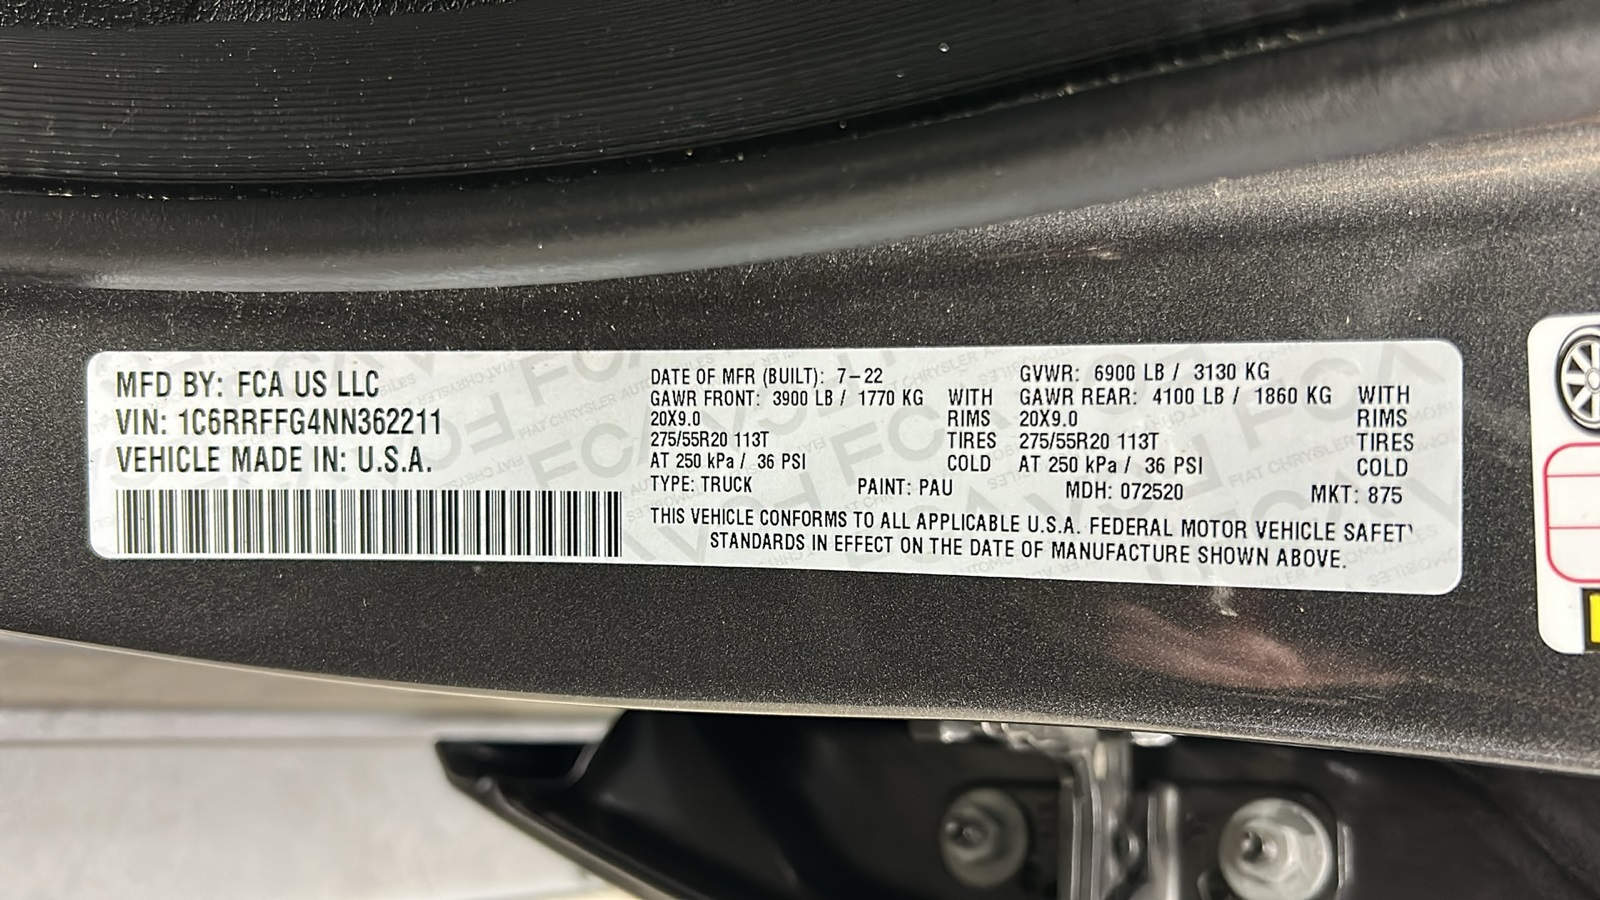 MFD BY: FCA US LLC
VIN: 1C6RRFFG4NN362211
VEHICLE MADE IN: U.S.A.
DATE OF MFR (BUILT): 7-22 GVWR: 6900 LB / 3130 KG
GAWR FRONT: 3900 LB / 1770 KG WITH GAWR REAR: 4100 LB / 1860 KG WITH
20X9.0 RIMS 20X9.0 RIMS
275/55R20 113T TIRES 275/55R20 113T TIRES
AT 250 kPa / 36 PSI COLD AT 250 kPa / 36 PSI COLD
TYPE: TRUCK PAINT: PAU MDH: 072520 MKT: 875
THIS VEHICLE CONFORMS TO ALL APPLICABLE U.S.A. FEDERAL MOTOR VEHICLE SAFET
STANDARDS IN EFFECT ON THE DATE OF MANUFACTURE SHOWN ABOVE.